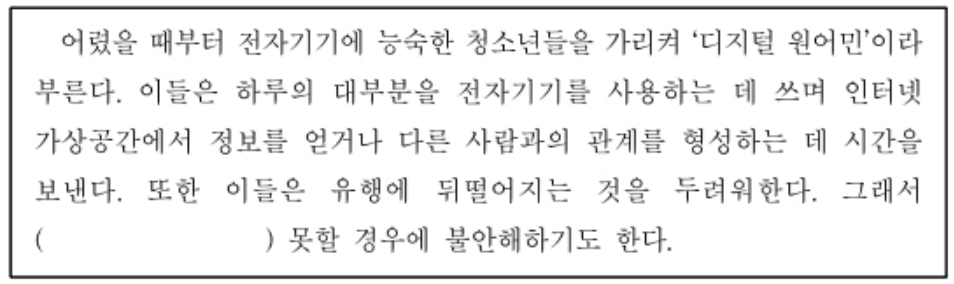 어렸을 때부터 전자기기에 능숙한 청소년들을 가리켜 ‘디지털 원어민’이라
부른다. 이들은 하루의 대부분을 전자기기를 사용하는 데 쓰며 인터넷
가상공간에서 정보를 얻거나 다른 사람과의 관계를 형성하는 데 시간을
보낸다. 또한 이들은 유행에 뒤떨어지는 것을 두려워한다. 그래서
(                    ) 못할 경우에 불안해하기도 한다.